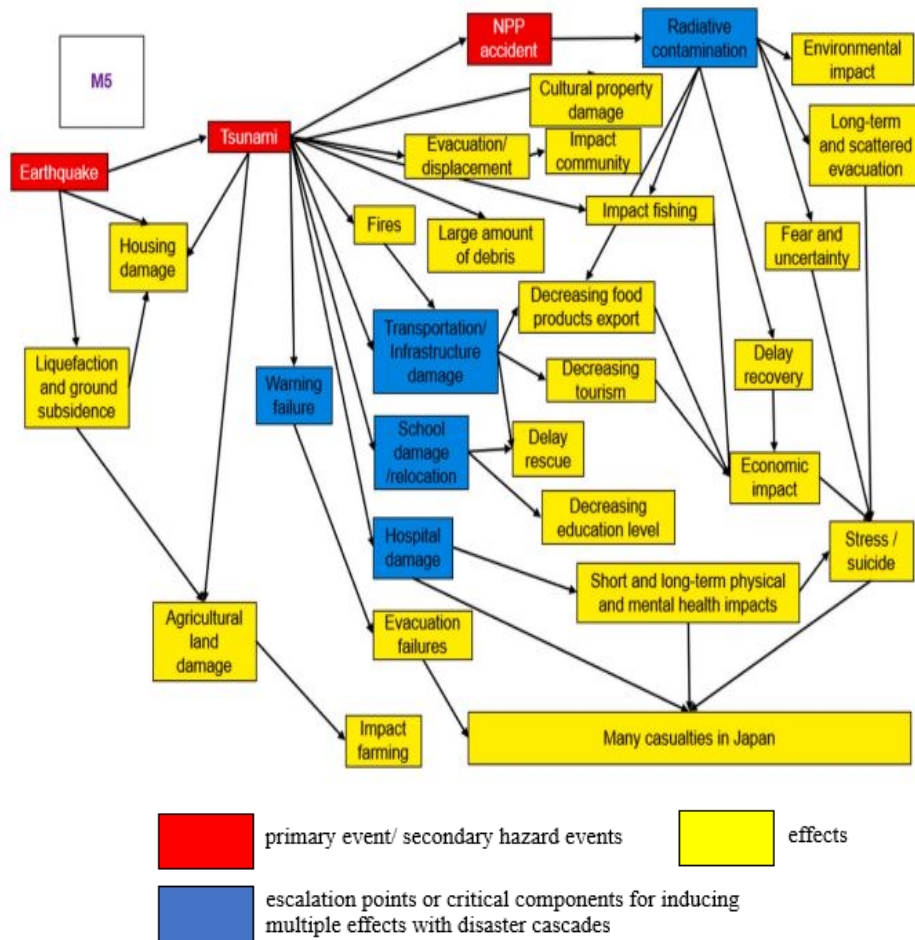 NPP
accident
Radiative
contamination
Environmental
impact
M5
Cultural property
damage
Tsunami
Evacuation/
displacement
Impact
community
Long-term
and scattered
evacuation
Earthquake
Impact fishing
Fires
Large amount
of debris
Fear and
uncertainty
Housing
damage
Decreasing food
products export
Transportation/
Infrastructure
damage
Liquefaction
and ground
subsidence
Warning
failure
Decreasing
tourism
Delay
recovery
School
damage
/relocation
Delay
rescue
Economic
impact
Decreasing
education level
Hospital
damage
Stress /
suicide
Short and long-term physical
and mental health impacts
Agricultural
land
damage
Evacuation
failures
Impact
farming
Many casualties in Japan
primary event/ secondary hazard events
effects
escalation points or critical components for inducing
multiple effects with disaster cascades